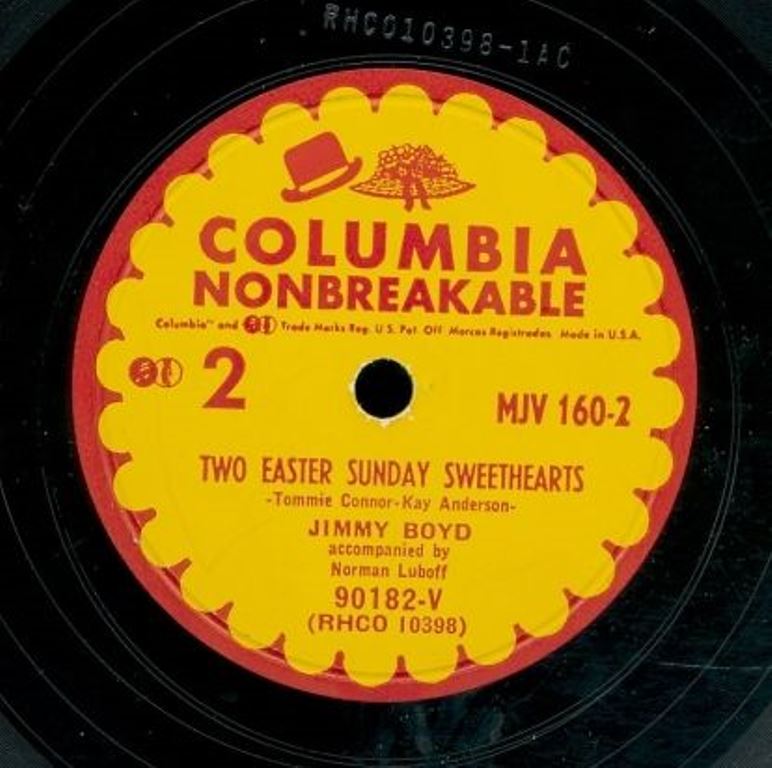 RHCO10398-1AC
COLUMBIA
NONBREAKABLE
Columbia" and Trade Marks Reg. U.S. Pat. Off. Marcas Registradas Made in U.S.A.
2
MJV 160-2
TWO EASTER SUNDAY SWEETHEARTS
-Tommie Connor-Kay Anderson-
JIMMY BOYD
accompanied by
Norman Luboff
90182-V
(RHCO 10398)